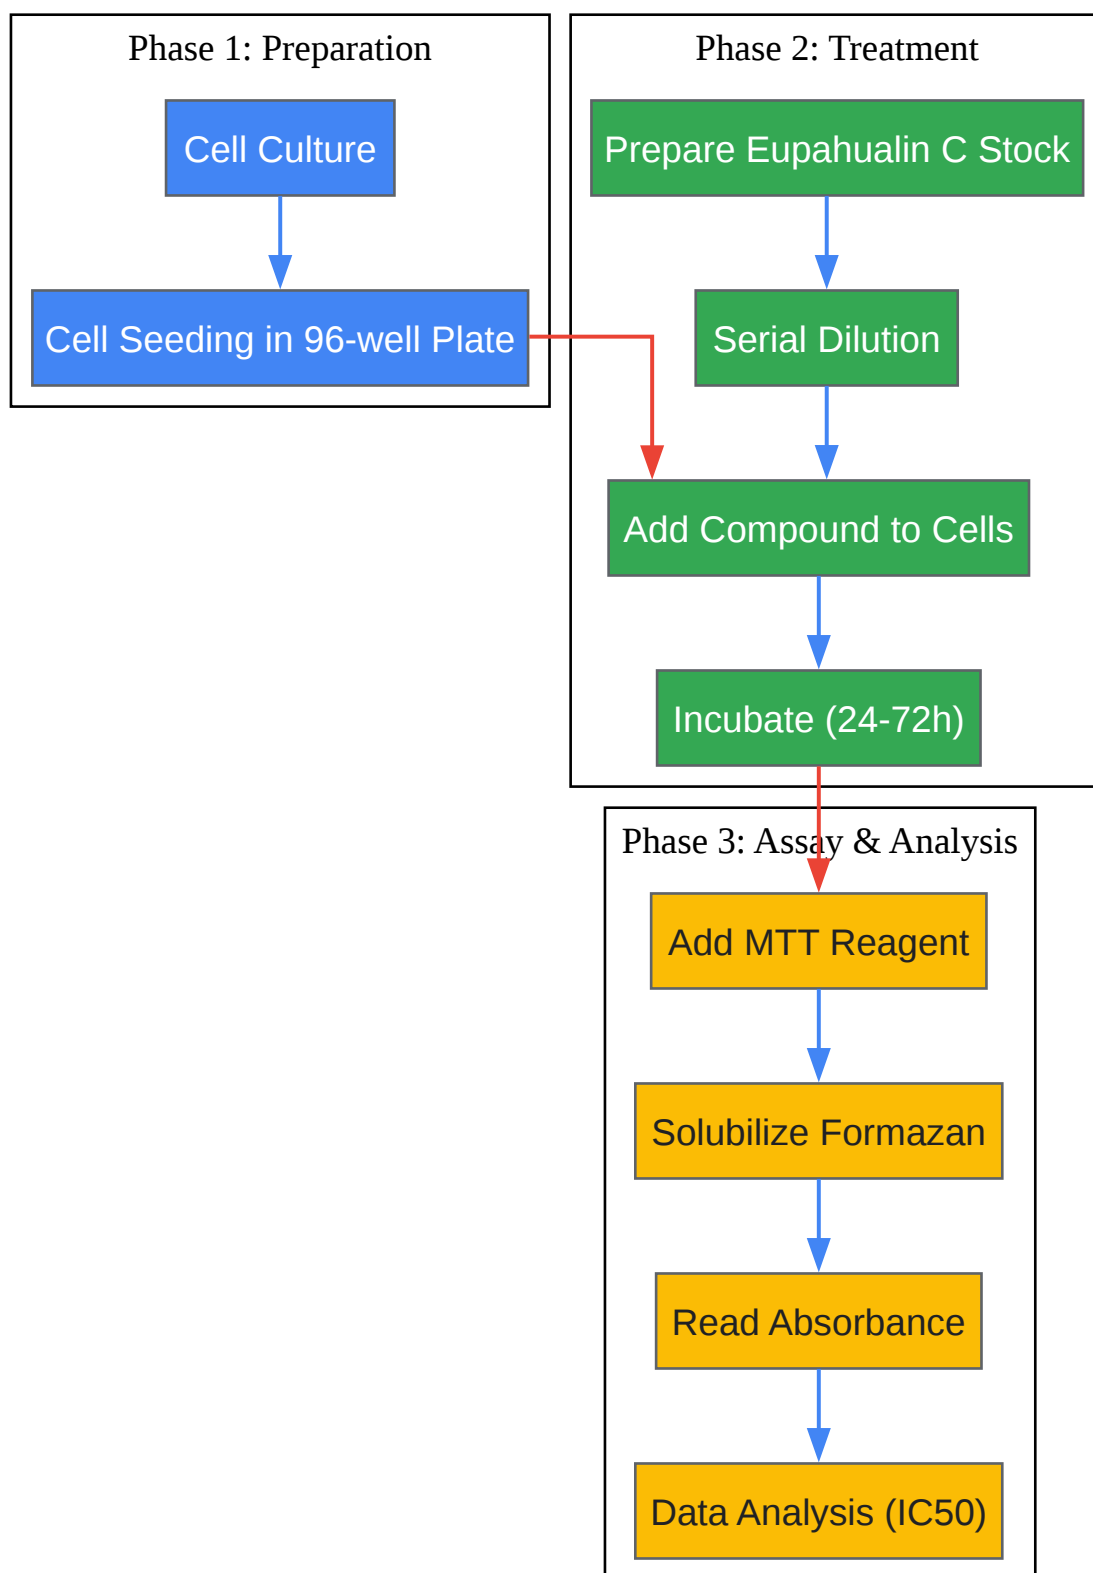 Phase 1: Preparation
Cell Culture
Cell Seeding in 96-well Plate
Phase 2: Treatment
Prepare Eupahualin C Stock
Serial Dilution
Add Compound to Cells
Incubate (24-72h)
Phase 3: Assay & Analysis
Add MTT Reagent
Solubilize Formazan
Read Absorbance
Data Analysis (IC50)